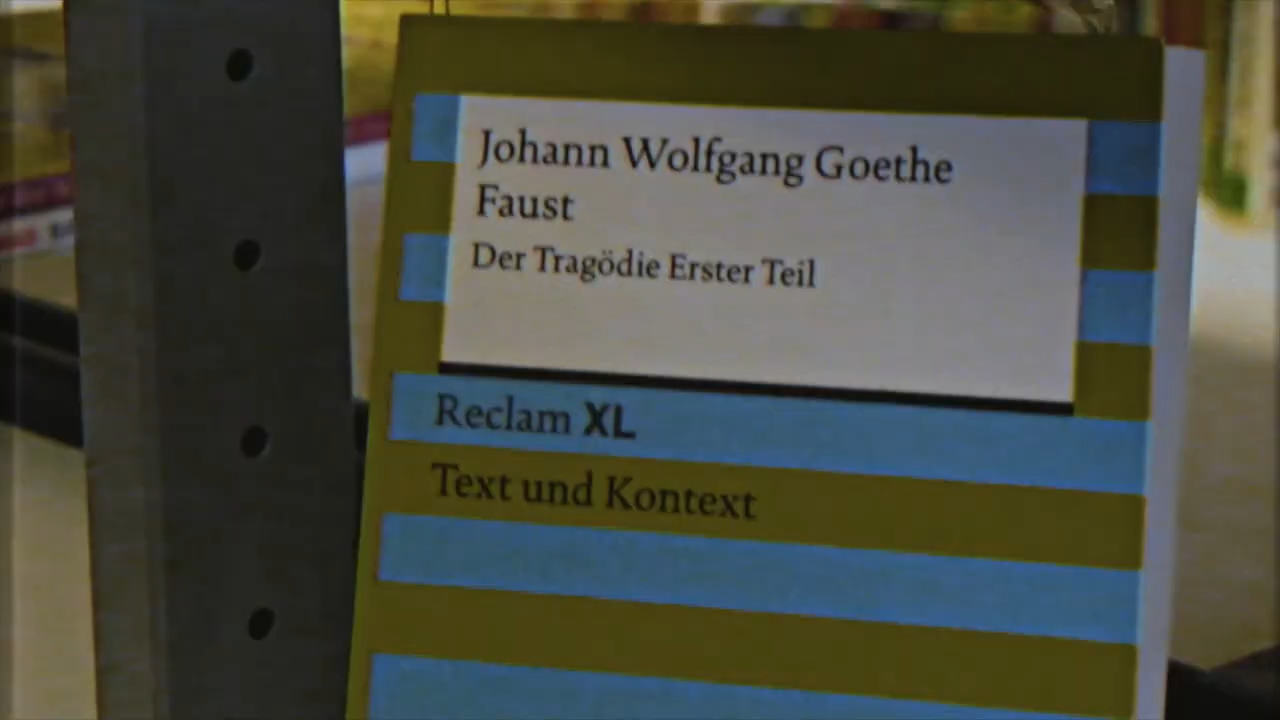 Johann Wolfgang Goethe
Faust
Der Tragödie Erster Teil
Reclam XL
Text und Kontext